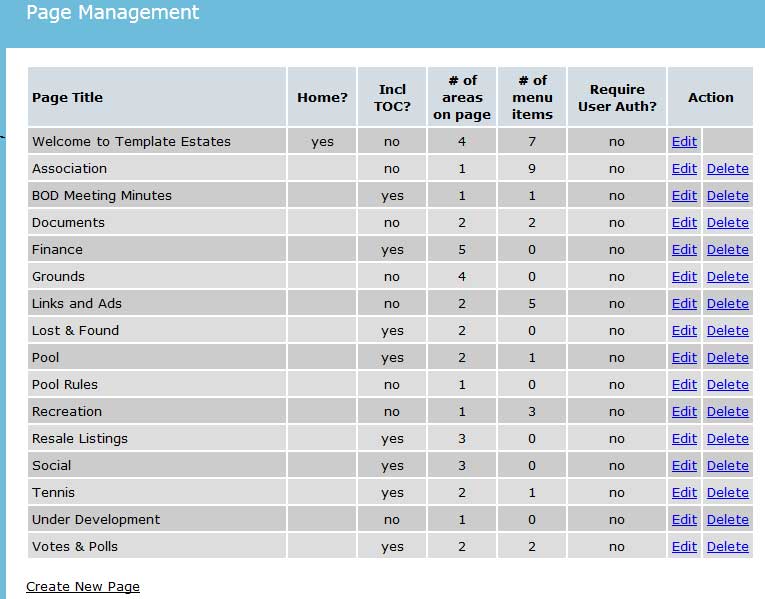 Page Management
Page Title Home? Incl TOC? # of areas on page # of menu items Require User Auth? Action
Welcome to Template Estates yes no 4 7 no Edit
Association no 1 9 no Edit Delete
BOD Meeting Minutes yes 1 1 no Edit Delete
Documents no 2 2 no Edit Delete
Finance yes 5 0 no Edit Delete
Grounds no 4 0 no Edit Delete
Links and Ads no 2 5 no Edit Delete
Lost & Found yes 2 0 no Edit Delete
Pool yes 2 1 no Edit Delete
Pool Rules no 1 0 no Edit Delete
Recreation no 1 3 no Edit Delete
Resale Listings yes 3 0 no Edit Delete
Social yes 3 0 no Edit Delete
Tennis yes 2 1 no Edit Delete
Under Development no 1 0 no Edit Delete
Votes & Polls yes 2 2 no Edit Delete
Create New Page